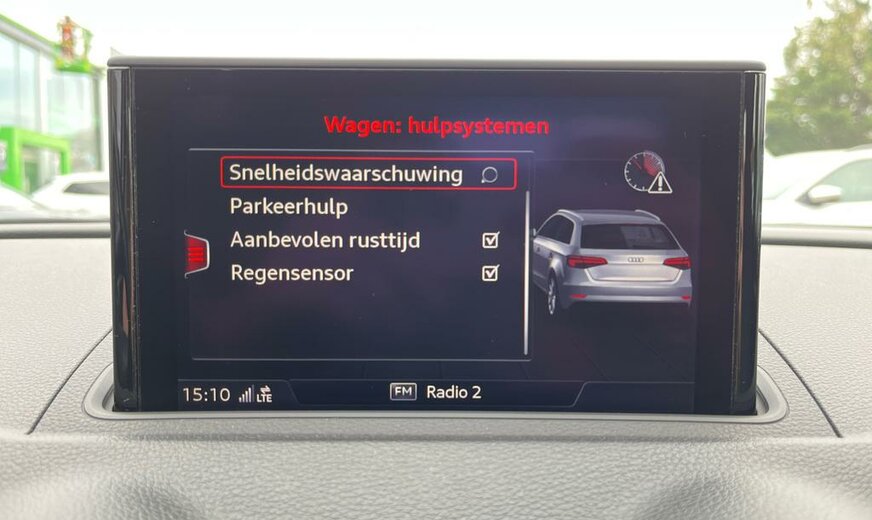 Wagen: hulpsystemen
Snelheidswaarschuwing
Parkeerhulp
Aanbevolen rusttijd
Regensensor
15:10 LTE FM Radio 2